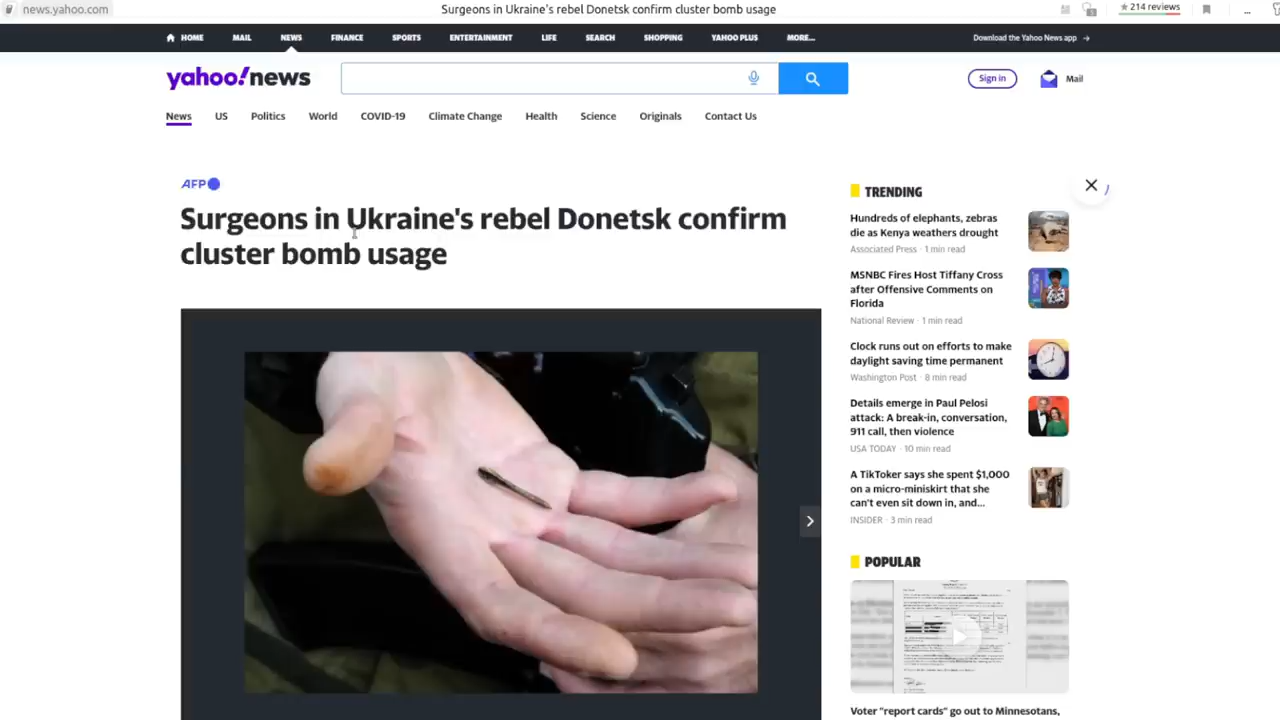 news.yahoo.com
Surgeons in Ukraine's rebel Donetsk confirm cluster bomb usage
★ 214 reviews
...
HOME MAIL NEWS FINANCE SPORTS ENTERTAINMENT LIFE SEARCH SHOPPING YAHOO PLUS MORE...
Download the Yahoo News app →
yahoo!news
Sign in
Mail
News US Politics World COVID-19 Climate Change Health Science Originals Contact Us
AFP
Surgeons in Ukraine's rebel Donetsk confirm
cluster bomb usage
TRENDING
Hundreds of elephants, zebras
die as Kenya weathers drought
Associated Press · 1 min read
MSNBC Fires Host Tiffany Cross
after Offensive Comments on
Florida
National Review · 1 min read
Clock runs out on efforts to make
daylight saving time permanent
Washington Post · 8 min read
Details emerge in Paul Pelosi
attack: A break-in, conversation,
911 call, then violence
USA TODAY · 10 min read
A TikToker says she spent $1,000
on a micro-miniskirt that she
can't even sit down in, and...
INSIDER · 3 min read
POPULAR
Voter "report cards" go out to Minnesotans,